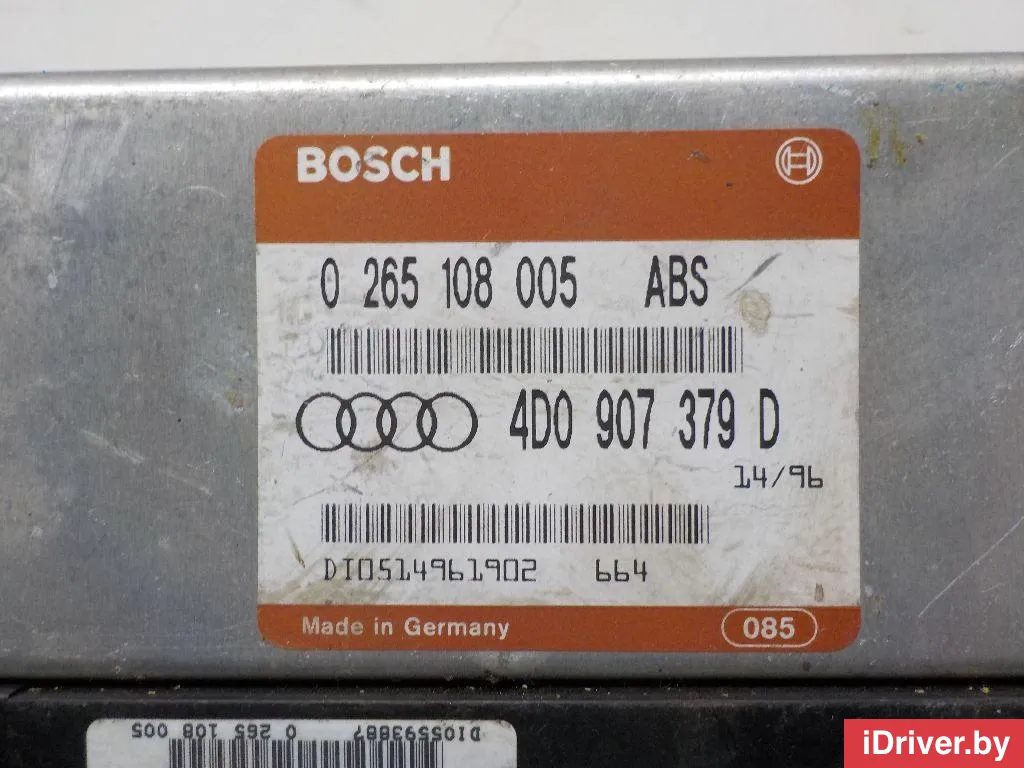 BOSCH
0 265 108 005 ABS
4D0 907 379 D
14/96
DI0514961902 664
Made in Germany 085
DI05593887 0 265 108 005
iDriver.by